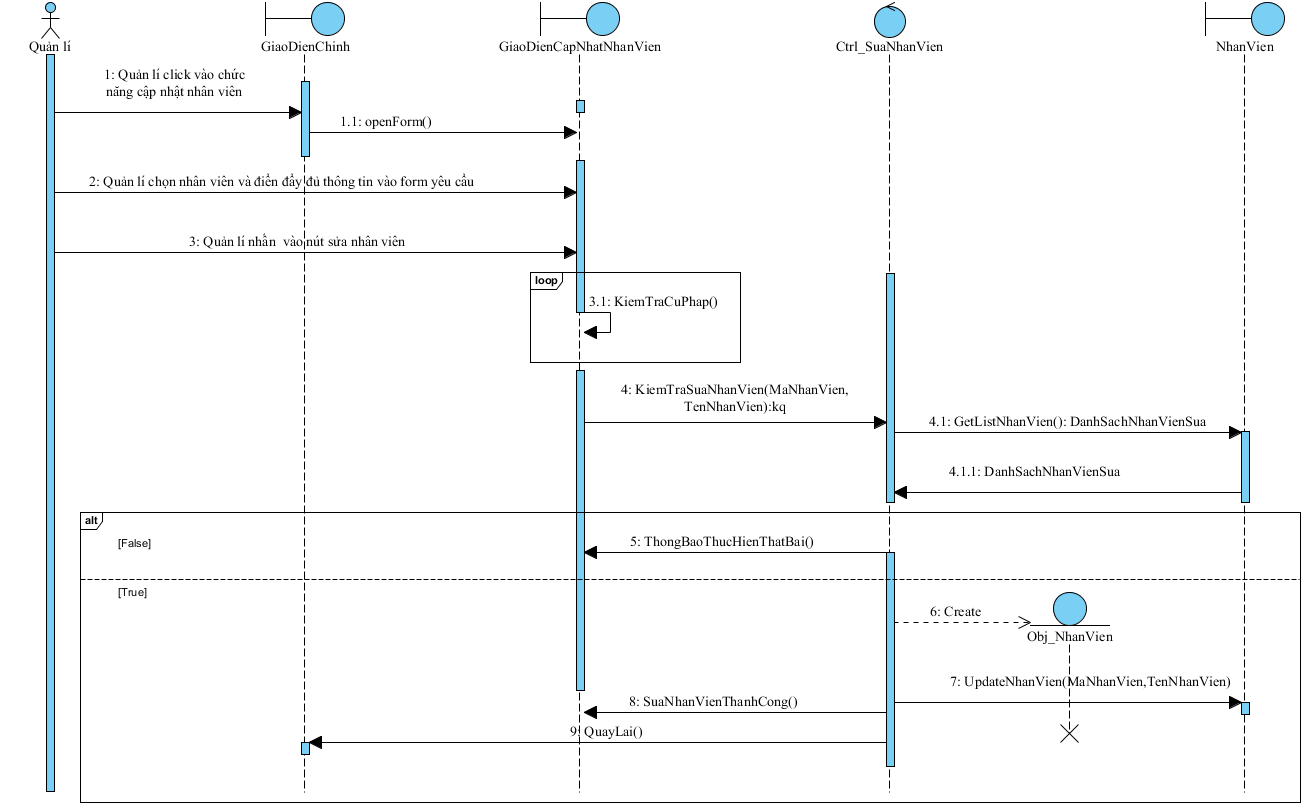 Quản lí
GiaoDienChinh
GiaoDienCapNhatNhanVien
Ctrl_SuaNhanVien
NhanVien
1: Quản lí click vào chức
năng cập nhật nhân viên
1.1: openForm()
2: Quản lí chọn nhân viên và điền đầy đủ thông tin vào form yêu cầu
3: Quản lí nhấn  vào nút sửa nhân viên
loop
3.1: KiemTraCuPhap()
4: KiemTraSuaNhanVien(MaNhanVien,
TenNhanVien):kq
4.1: GetListNhanVien(): DanhSachNhanVienSua
4.1.1: DanhSachNhanVienSua
alt
[False]
5: ThongBaoThucHienThatBai()
[True]
6: Create
Obj_NhanVien
7: UpdateNhanVien(MaNhanVien,TenNhanVien)
8: SuaNhanVienThanhCong()
9: QuayLai()